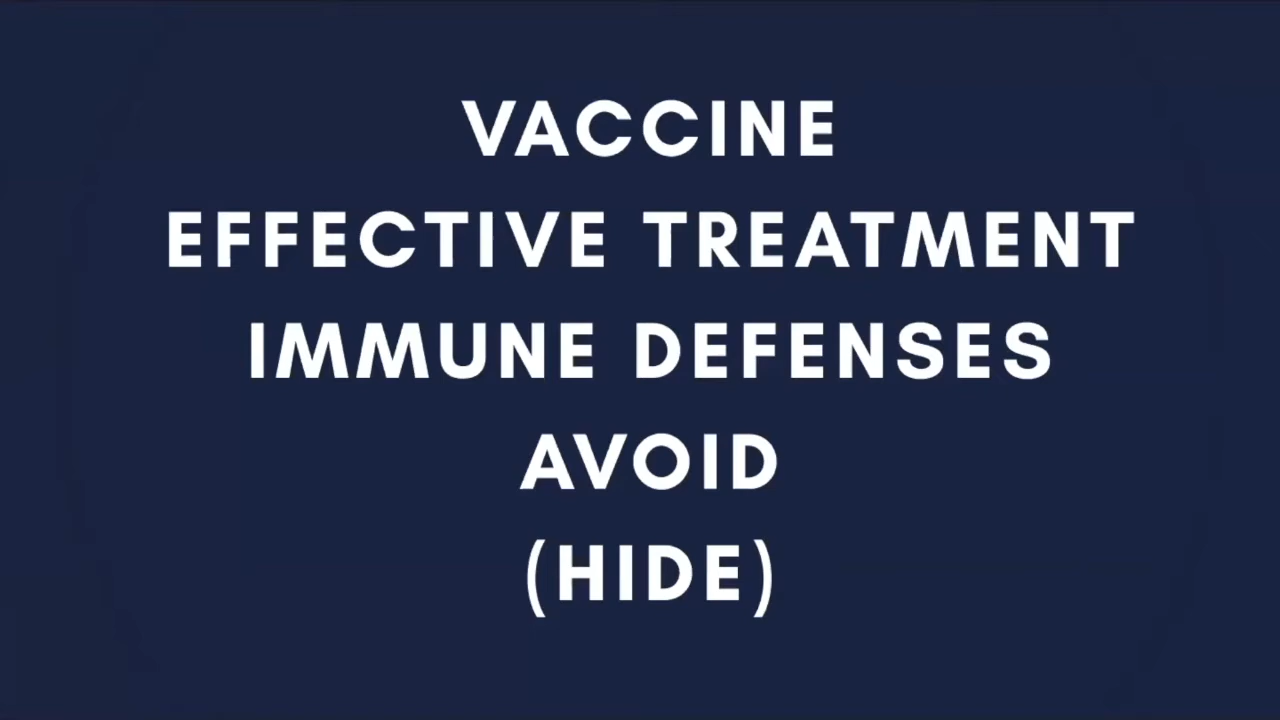 VACCINE
EFFECTIVE TREATMENT
IMMUNE DEFENSES
AVOID
(HIDE)